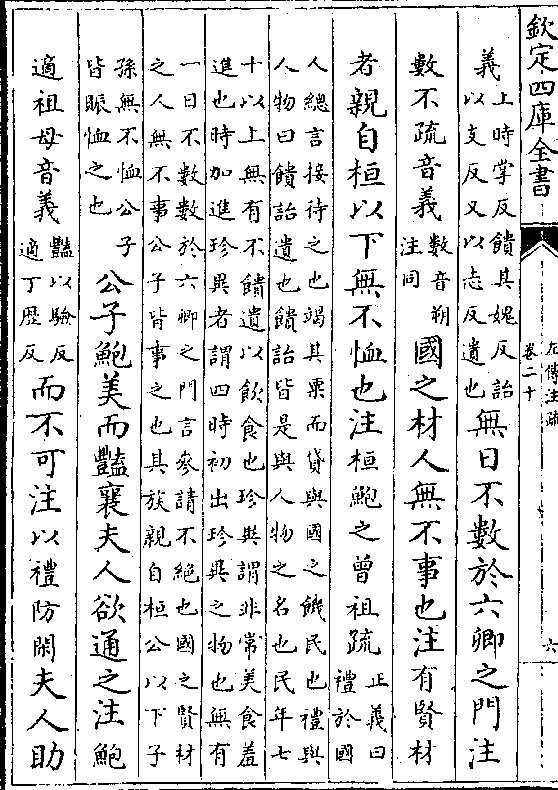 欽定四庫全書
左傳注疏
卷二十
六
義上時掌反饋其媿反詒以支反又以志反遺也無日不數於六卿之門注
數不疏音義數音朔注同國之材人無不事也注有賢材
者親自桓以下無不恤也注桓鮑之曾祖疏正義曰禮於國
人總言接待之也竭其粟而貸與國之饑民也禮與
人物曰饋詒遺也饋詒皆是與人物之名也民年七
十以上無有不饋遺以飲食也珍異謂非常美食羞
進也時加進珍異者謂四時初出珍異之物也無有
一日不數數於六卿之門言參請不絶也國之賢材
之人無不事公子皆事之也其族親自桓公以下子
孫無不恤公子皆賑恤之也公子鮑美而豔襄夫人欲通之注鮑
適祖母音義豔以驗反適丁歷反而不可注以禮防閑夫人助